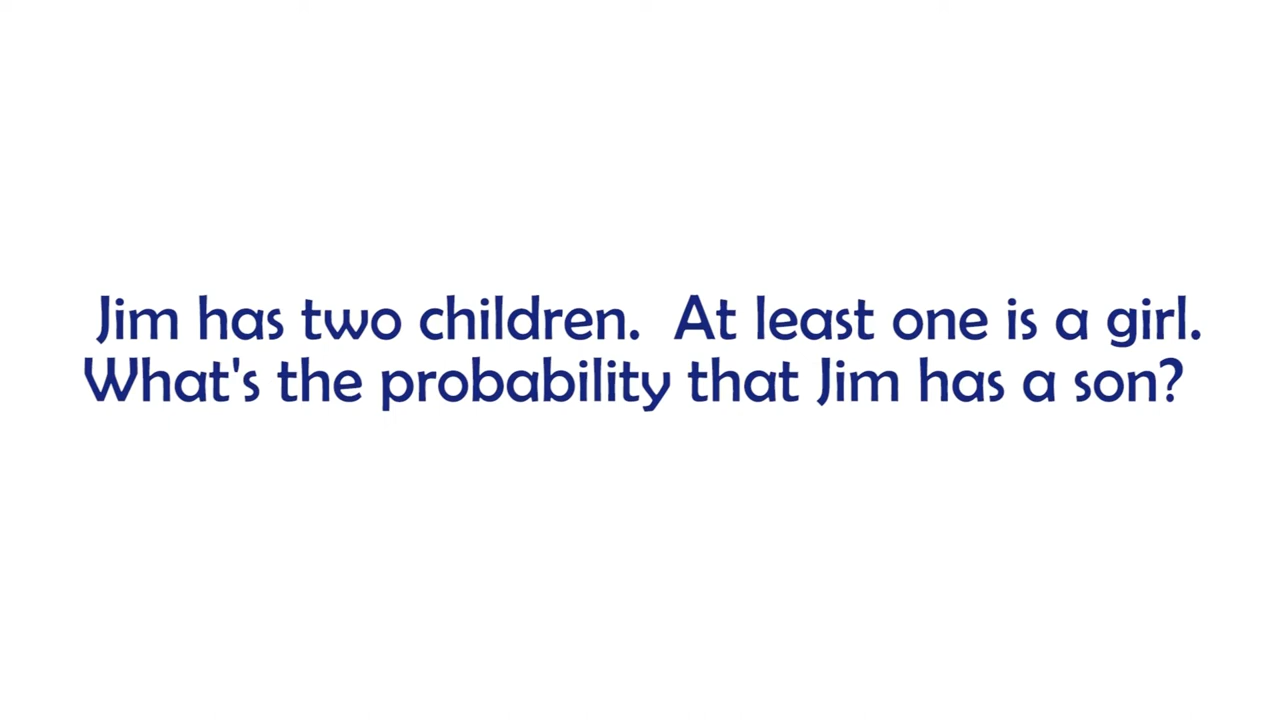 Jim has two children.  At least one is a girl.
What's the probability that Jim has a son?